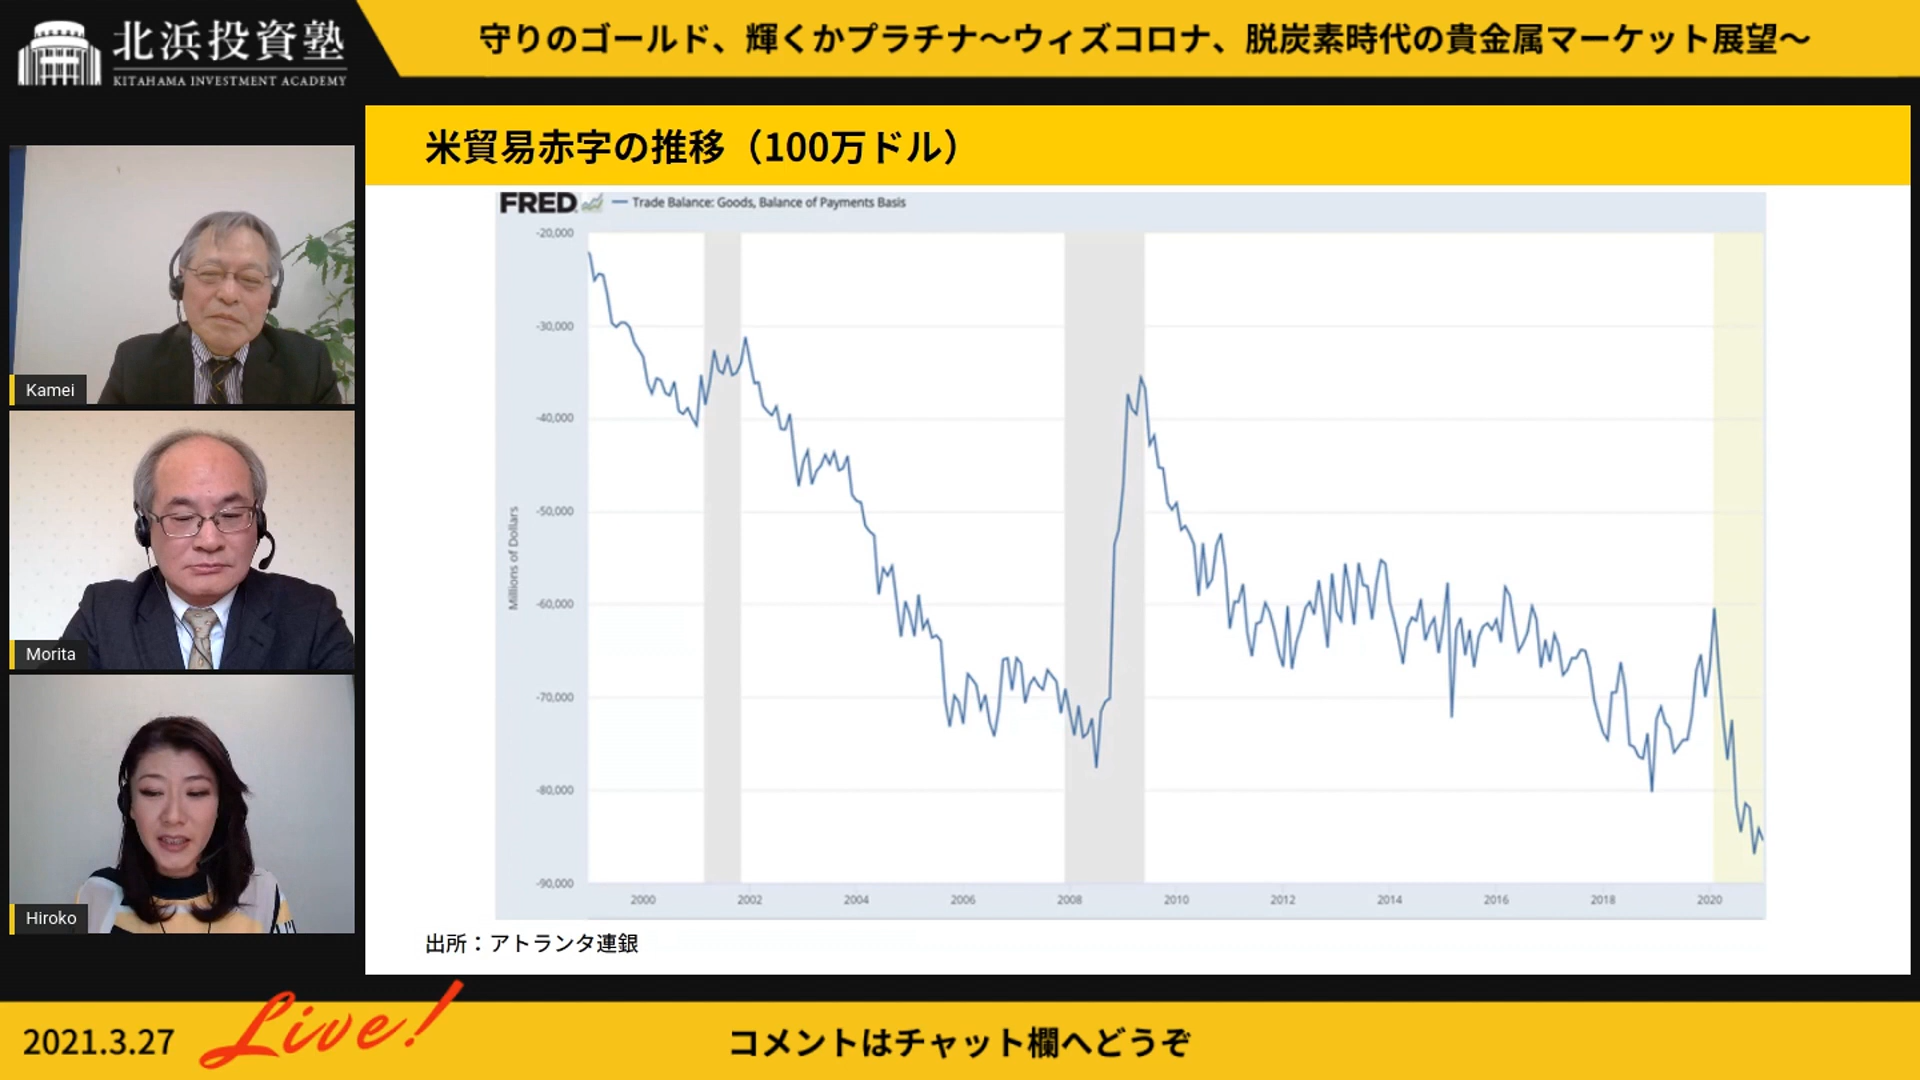 北浜投資塾
KITAHAMA INVESTMENT ACADEMY
守りのゴールド、輝くかプラチナ～ウィズコロナ、脱炭素時代の貴金属マーケット展望～
米貿易赤字の推移（100万ドル）
FRED
Trade Balance: Goods, Balance of Payments Basis
-20,000
-30,000
-40,000
-50,000
-60,000
-70,000
-80,000
-90,000
Millions of Dollars
2000 2002 2004 2006 2008 2010 2012 2014 2016 2018 2020
出所：アトランタ連銀
Kamei
Morita
Hiroko
2021.3.27
Live!
コメントはチャット欄へどうぞ